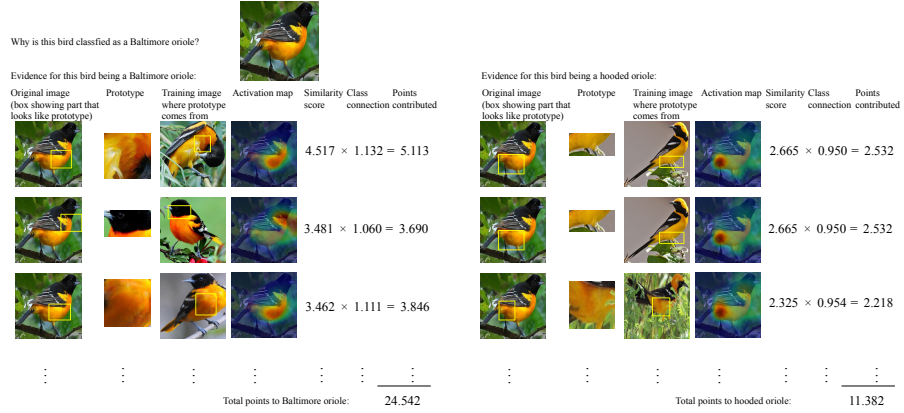 Why is this bird classfied as a Baltimore oriole?
Evidence for this bird being a Baltimore oriole:
Original image
(box showing part that
looks like prototype)
Prototype
Training image
where prototype
comes from
Activation map
Similarity
score
Class
connection
Points
contributed
4.517 × 1.132 = 5.113
3.481 × 1.060 = 3.690
3.462 × 1.111 = 3.846
Total points to Baltimore oriole: 24.542
Evidence for this bird being a hooded oriole:
Original image
(box showing part that
looks like prototype)
Prototype
Training image
where prototype
comes from
Activation map
Similarity
score
Class
connection
Points
contributed
2.665 × 0.950 = 2.532
2.665 × 0.950 = 2.532
2.325 × 0.954 = 2.218
Total points to hooded oriole: 11.382